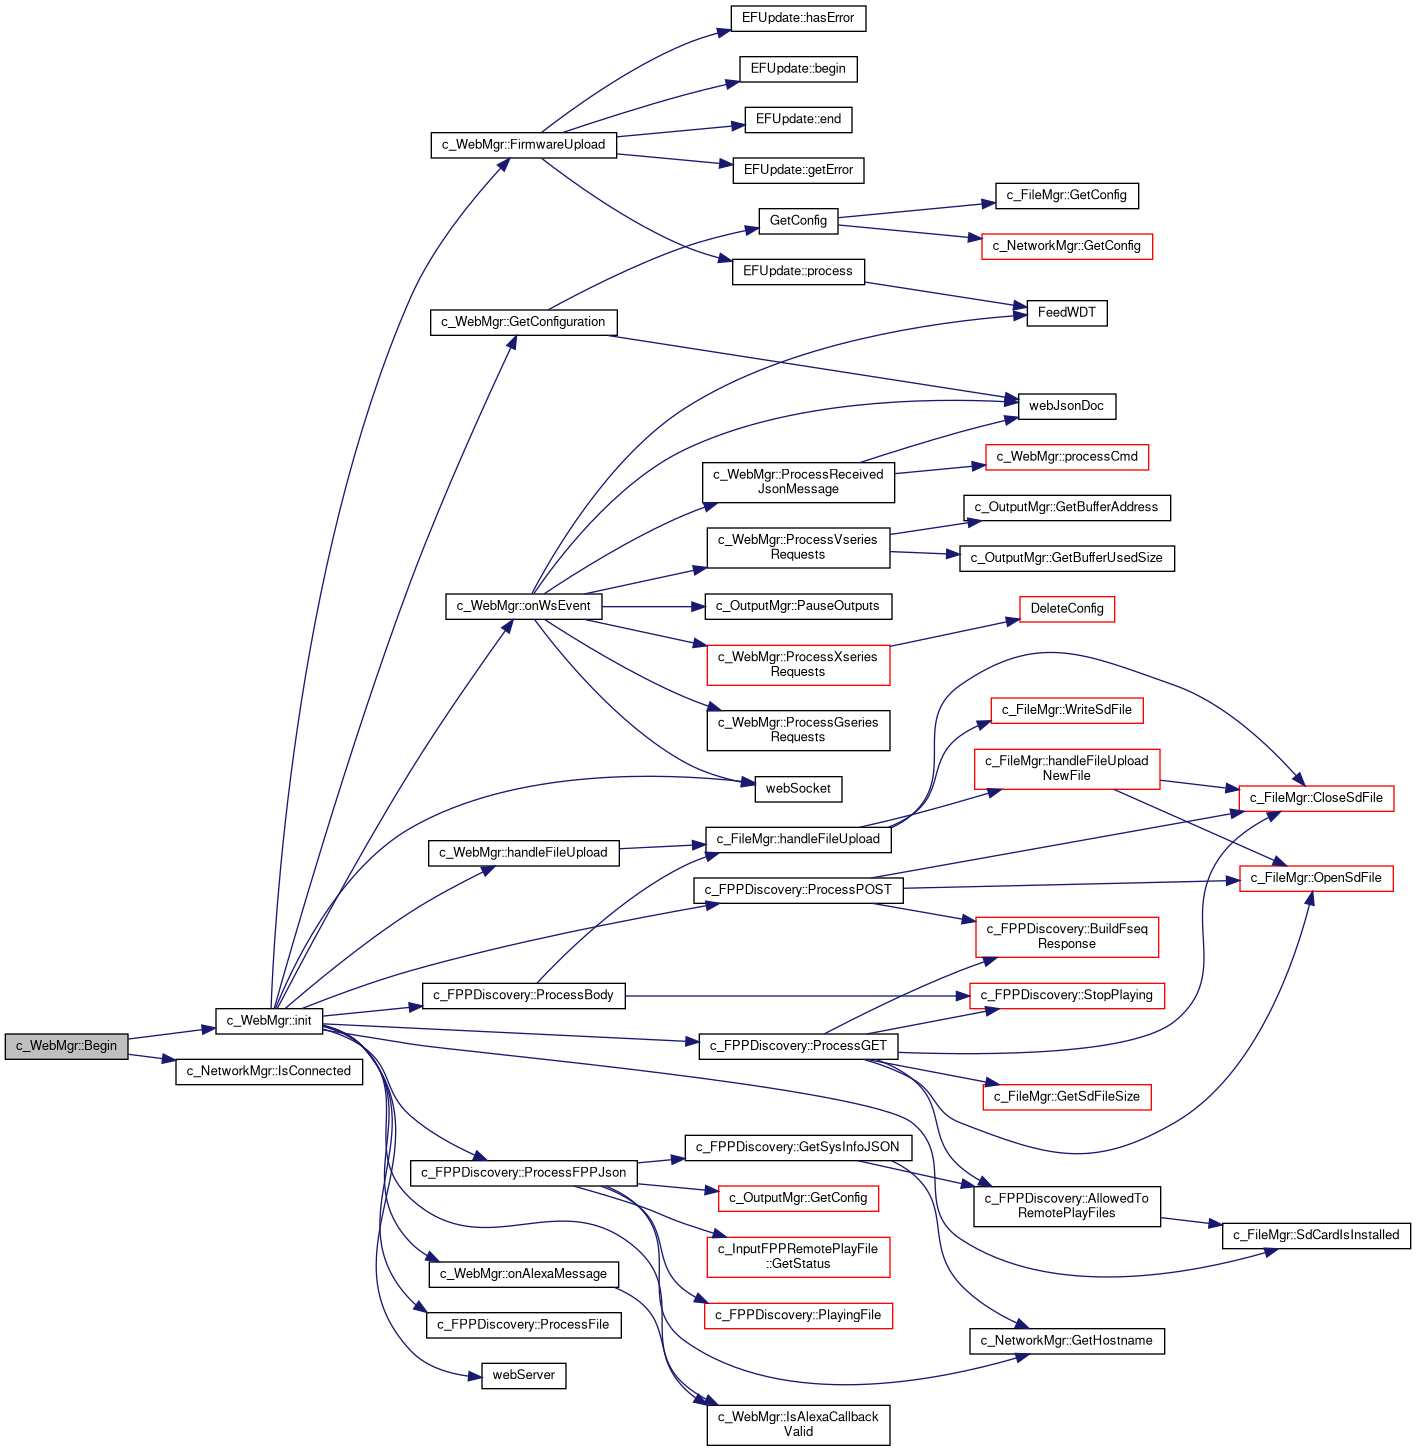 EFUpdate::hasError
EFUpdate::begin
EFUpdate::end
c_WebMgr::FirmwareUpload
EFUpdate::getError
c_FileMgr::GetConfig
GetConfig
c_NetworkMgr::GetConfig
EFUpdate::process
FeedWDT
c_WebMgr::GetConfiguration
webJsonDoc
c_WebMgr::processCmd
c_WebMgr::ProcessReceived
JsonMessage
c_OutputMgr::GetBufferAddress
c_WebMgr::ProcessVseries
Requests
c_OutputMgr::GetBufferUsedSize
c_WebMgr::onWsEvent
c_OutputMgr::PauseOutputs
DeleteConfig
c_WebMgr::ProcessXseries
Requests
c_FileMgr::WriteSdFile
c_WebMgr::ProcessGseries
Requests
c_FileMgr::handleFileUpload
NewFile
webSocket
c_FileMgr::CloseSdFile
c_FileMgr::handleFileUpload
c_WebMgr::handleFileUpload
c_FileMgr::OpenSdFile
c_FPPDiscovery::ProcessPOST
c_FPPDiscovery::BuildFseq
Response
c_FPPDiscovery::ProcessBody
c_FPPDiscovery::StopPlaying
c_WebMgr::init
c_WebMgr::Begin
c_FPPDiscovery::ProcessGET
c_NetworkMgr::IsConnected
c_FileMgr::GetSdFileSize
c_FPPDiscovery::GetSysInfoJSON
c_FPPDiscovery::ProcessFPPJson
c_OutputMgr::GetConfig
c_FPPDiscovery::AllowedTo
RemotePlayFiles
c_FileMgr::SdCardIsInstalled
c_InputFPPRemotePlayFile
::GetStatus
c_WebMgr::onAlexaMessage
c_FPPDiscovery::PlayingFile
c_FPPDiscovery::ProcessFile
c_NetworkMgr::GetHostname
webServer
c_WebMgr::IsAlexaCallback
Valid